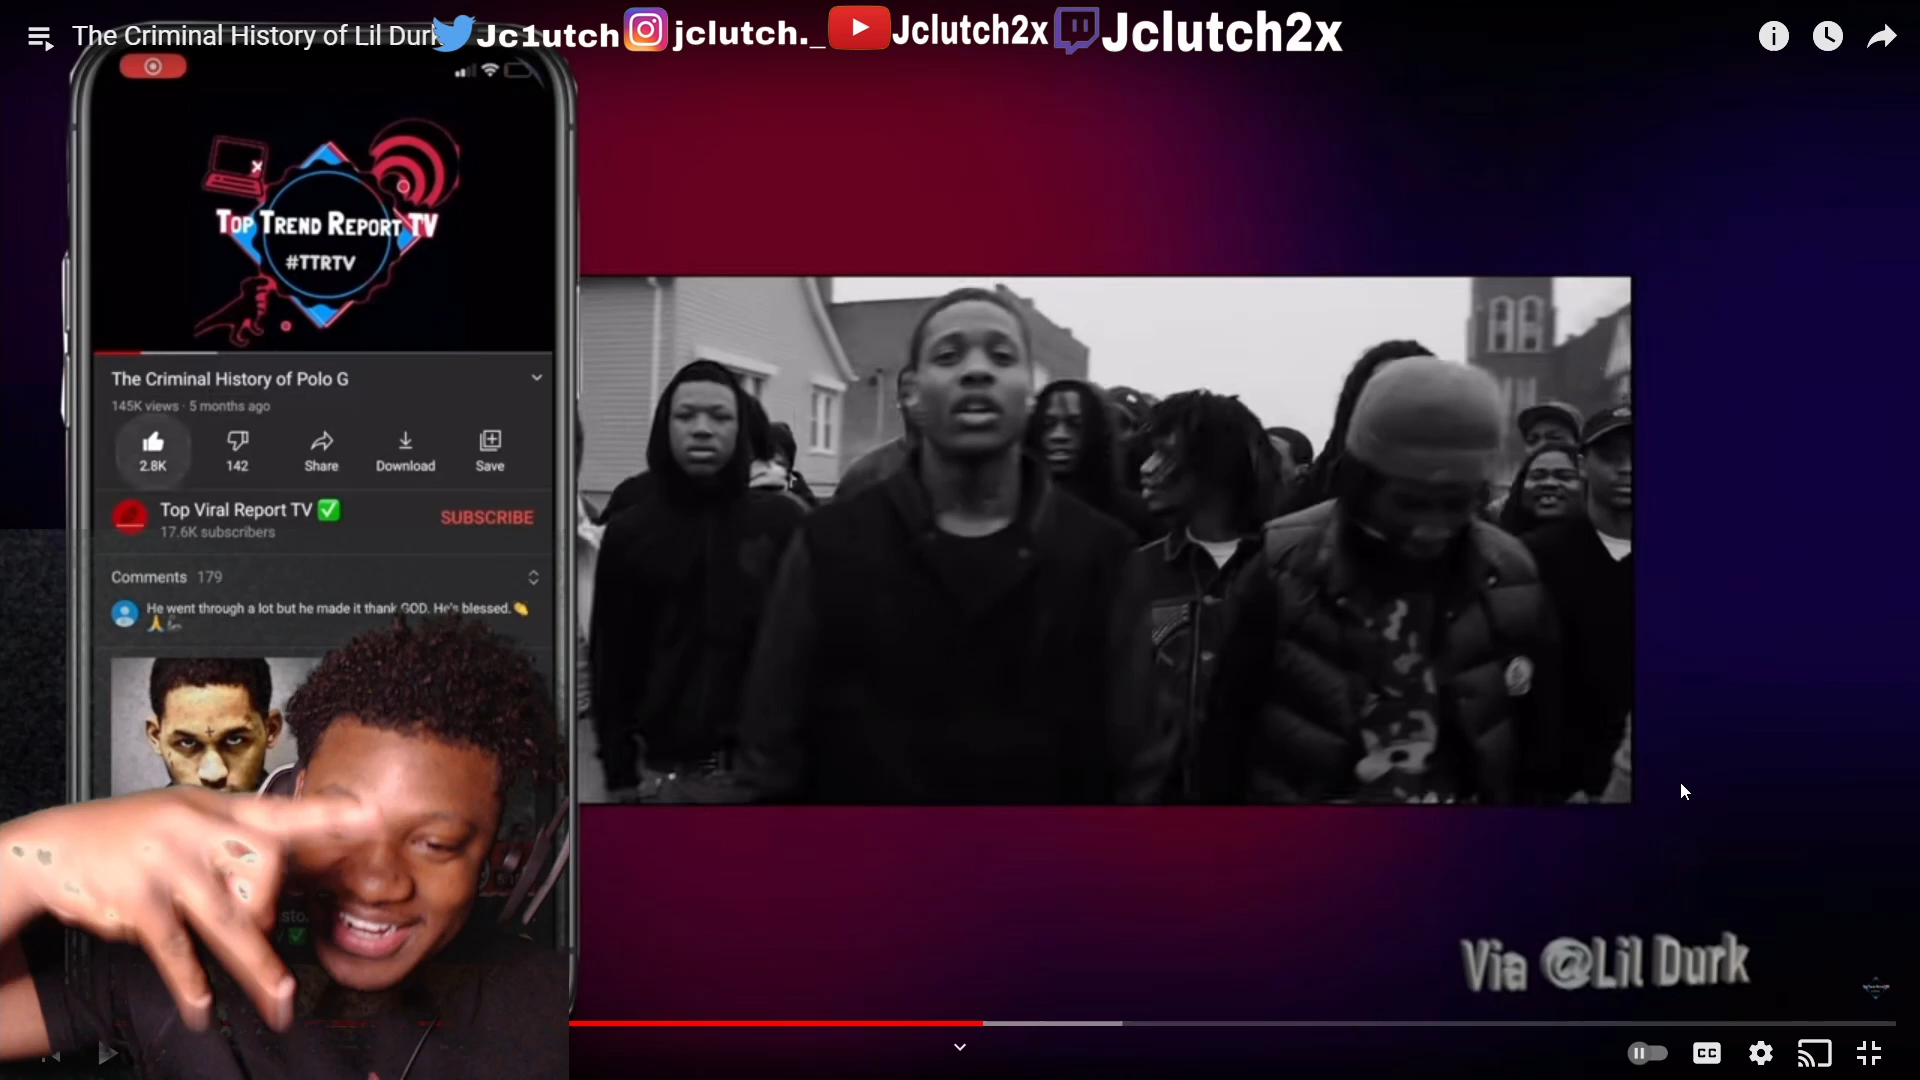 The Criminal History of Lil Durk
Jc1utch
jclutch._
Jclutch2x
Jclutch2x
TOP TREND REPORT TV
#TTRTV
The Criminal History of Polo G
145K views · 5 months ago
2.8K
142
Share
Download
Save
Top Viral Report TV
SUBSCRIBE
17.6K subscribers
Comments 179
He went through a lot but he made it thank GOD. He's blessed.
Via @Lil Durk
CC